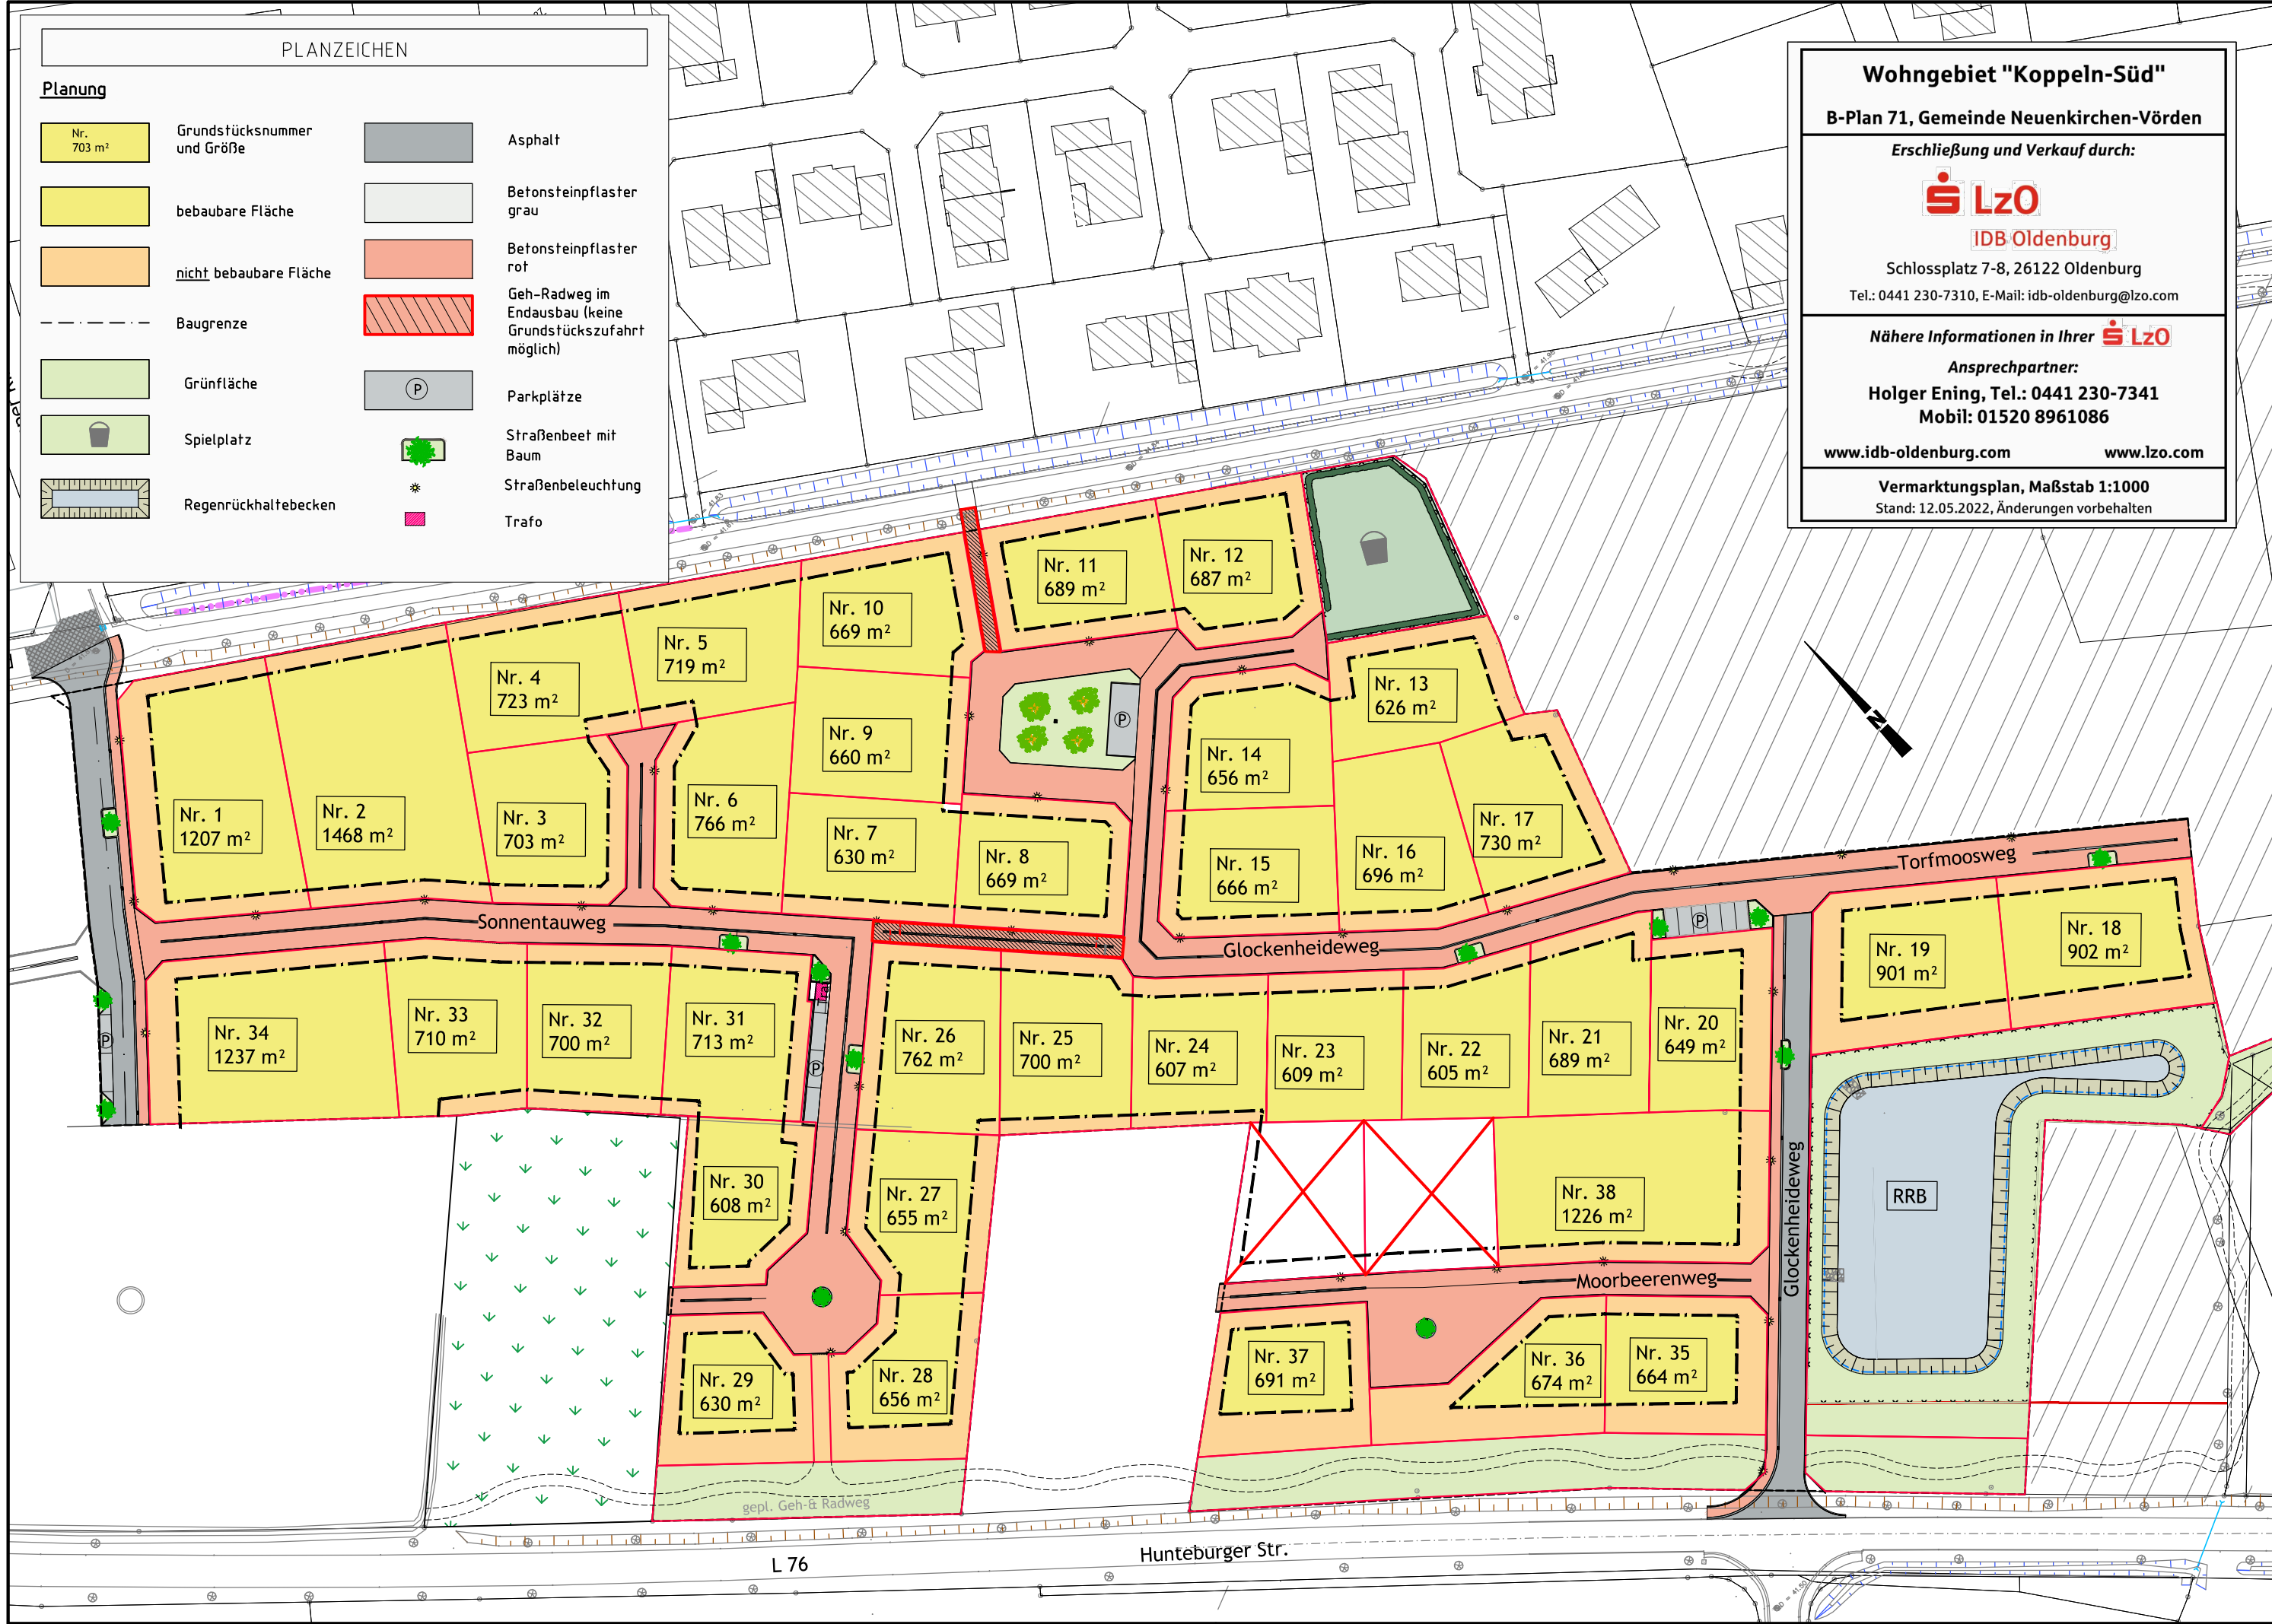 PLANZEICHEN
Planung
Nr.
703 m²
Grundstücksnummer
und Größe
bebaubare Fläche
nicht bebaubare Fläche
Baugrenze
Grünfläche
Spielplatz
Regenrückhaltebecken
Asphalt
Betonsteinpflaster
grau
Betonsteinpflaster
rot
Geh-Radweg im
Endausbau (keine
Grundstückszufahrt
möglich)
P
Parkplätze
Straßenbeet mit
Baum
Straßenbeleuchtung
Trafo
Wohngebiet "Koppeln-Süd"
B-Plan 71, Gemeinde Neuenkirchen-Vörden
Erschließung und Verkauf durch:
LzO
IDB Oldenburg
Schlossplatz 7-8, 26122 Oldenburg
Tel.: 0441 230-7310, E-Mail: idb-oldenburg@lzo.com
Nähere Informationen in Ihrer LzO
Ansprechpartner:
Holger Ening, Tel.: 0441 230-7341
Mobil: 01520 8961086
www.idb-oldenburg.com www.lzo.com
Vermarktungsplan, Maßstab 1:1000
Stand: 12.05.2022, Änderungen vorbehalten
N
Nr. 11
689 m²
Nr. 12
687 m²
Nr. 10
669 m²
Nr. 5
719 m²
Nr. 4
723 m²
Nr. 13
626 m²
P
Nr. 9
660 m²
Nr. 14
656 m²
Nr. 1
1207 m²
Nr. 2
1468 m²
Nr. 3
703 m²
Nr. 6
766 m²
Nr. 7
630 m²
Nr. 8
669 m²
Nr. 15
666 m²
Nr. 16
696 m²
Nr. 17
730 m²
Torfmoosweg
Sonnentauweg
Glockenheideweg
P
Nr. 19
901 m²
Nr. 18
902 m²
P
Nr. 34
1237 m²
Nr. 33
710 m²
Nr. 32
700 m²
Nr. 31
713 m²
Trafo
P
Nr. 26
762 m²
Nr. 25
700 m²
Nr. 24
607 m²
Nr. 23
609 m²
Nr. 22
605 m²
Nr. 21
689 m²
Nr. 20
649 m²
Nr. 30
608 m²
Nr. 27
655 m²
Nr. 38
1226 m²
Glockenheideweg
RRB
Moorbeerenweg
Nr. 29
630 m²
Nr. 28
656 m²
Nr. 37
691 m²
Nr. 36
674 m²
Nr. 35
664 m²
gepl. Geh-& Radweg
L 76
Hunteburger Str.